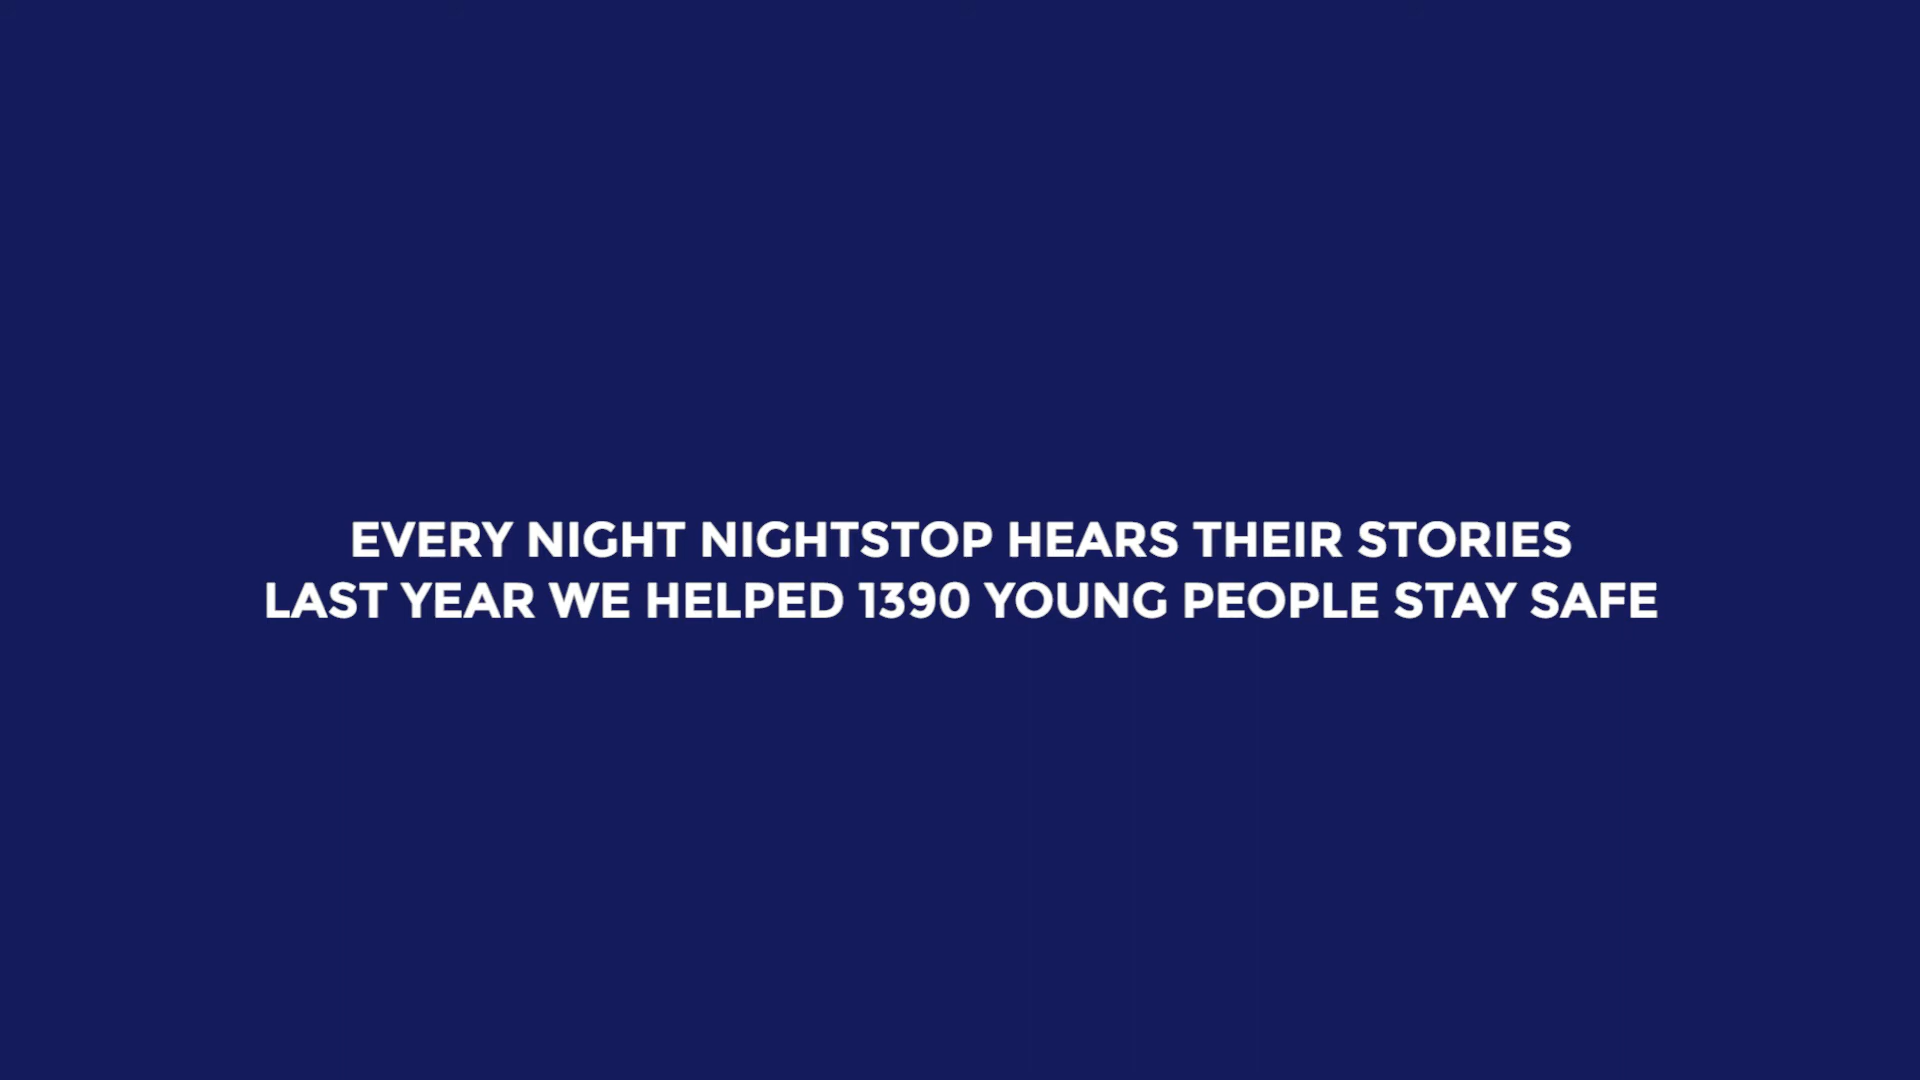 EVERY NIGHT NIGHTSTOP HEARS THEIR STORIES
LAST YEAR WE HELPED 1390 YOUNG PEOPLE STAY SAFE